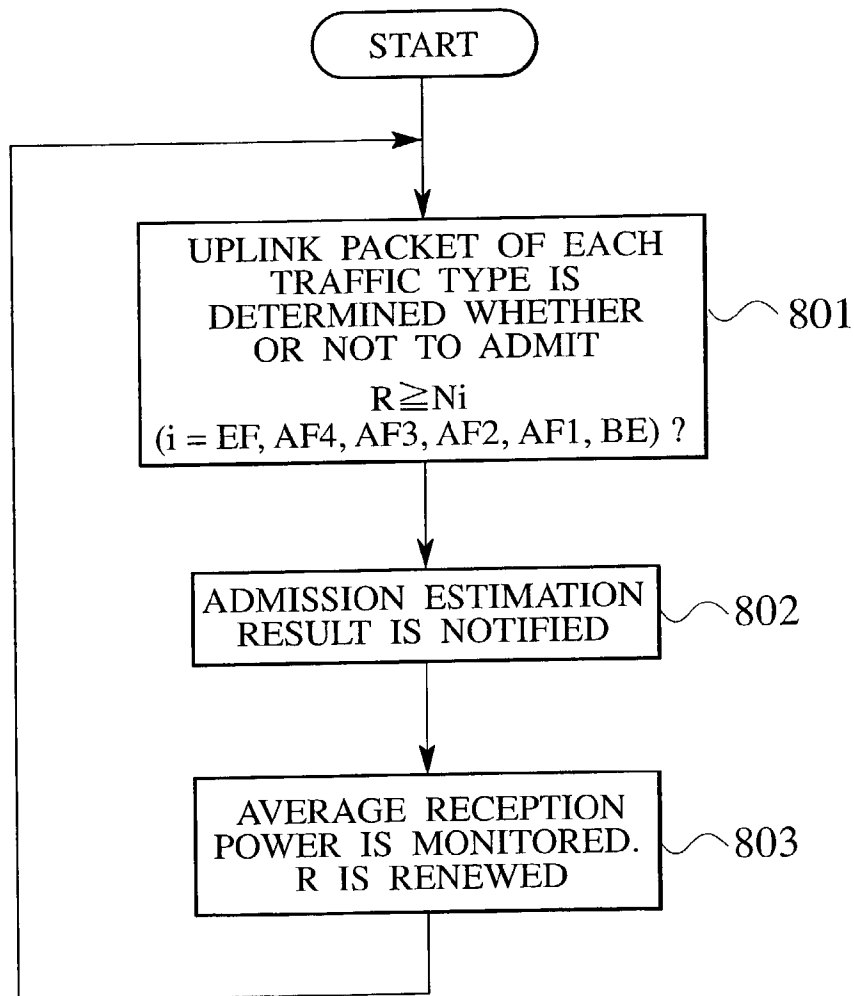 START
UPLINK PACKET OF EACH
TRAFFIC TYPE IS
DETERMINED WHETHER
OR NOT TO ADMIT
R≧Ni
(i = EF, AF4, AF3, AF2, AF1, BE) ?
801
ADMISSION ESTIMATION
RESULT IS NOTIFIED
802
AVERAGE RECEPTION
POWER IS MONITORED.
R IS RENEWED
803